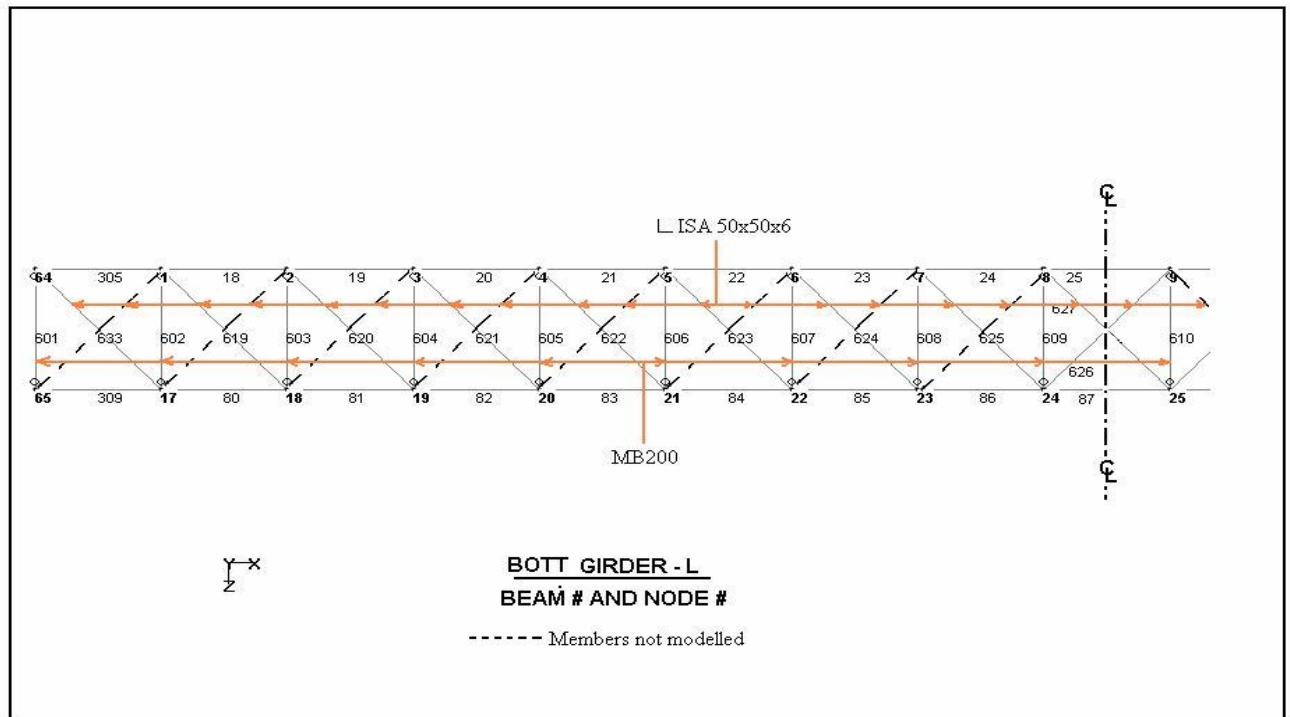 ℄
∟ ISA 50x50x6
64 305 1 18 2 19 3 20 4 21 5 22 6 23 7 24 8 25 9
627
601 633 602 619 603 620 604 621 605 622 606 623 607 624 608 625 609 610
626
65 309 17 80 18 81 19 82 20 83 21 84 22 85 23 86 24 87 25
MB200
℄
Y X
Z
BOTT GIRDER - L
BEAM # AND NODE #
Members not modelled